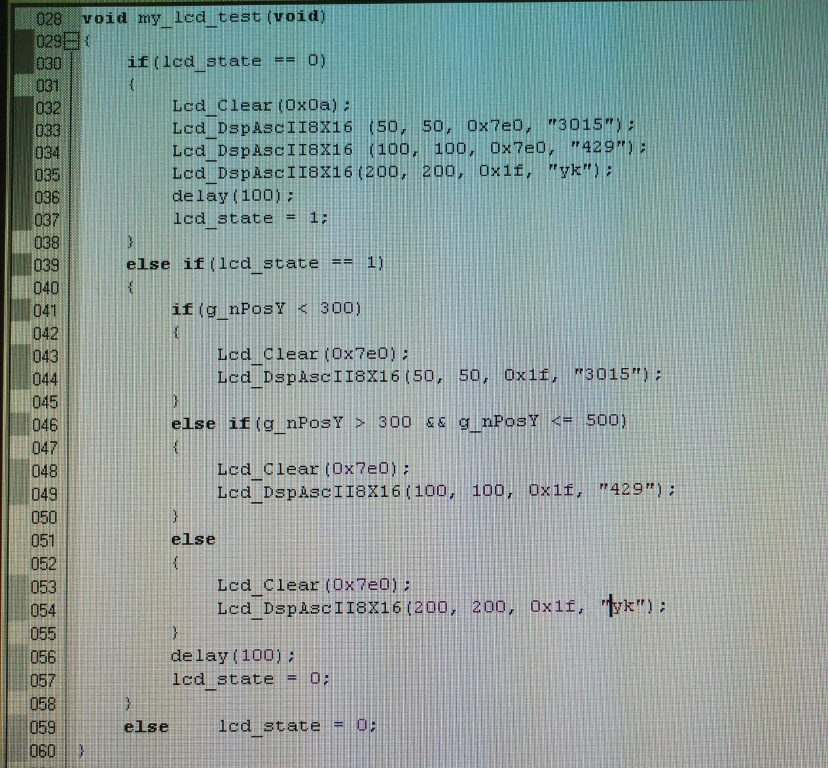 028 void my_lcd_test(void)
029 {
030 if(lcd_state == 0)
031 {
032 Lcd_Clear(0x0a);
033 Lcd_DspAscII8X16 (50, 50, 0x7e0, "3015");
034 Lcd_DspAscII8X16 (100, 100, 0x7e0, "429");
035 Lcd_DspAscII8X16(200, 200, 0x1f, "yk");
036 delay(100);
037 lcd_state = 1;
038 }
039 else if(lcd_state == 1)
040 {
041 if(g_nPosY < 300)
042 {
043 Lcd_Clear(0x7e0);
044 Lcd_DspAscII8X16(50, 50, 0x1f, "3015");
045 }
046 else if(g_nPosY > 300 && g_nPosY <= 500)
047 {
048 Lcd_Clear(0x7e0);
049 Lcd_DspAscII8X16(100, 100, 0x1f, "429");
050 }
051 else
052 {
053 Lcd_Clear(0x7e0);
054 Lcd_DspAscII8X16(200, 200, 0x1f, "yk");
055 }
056 delay(100);
057 lcd_state = 0;
058 }
059 else lcd_state = 0;
060 }